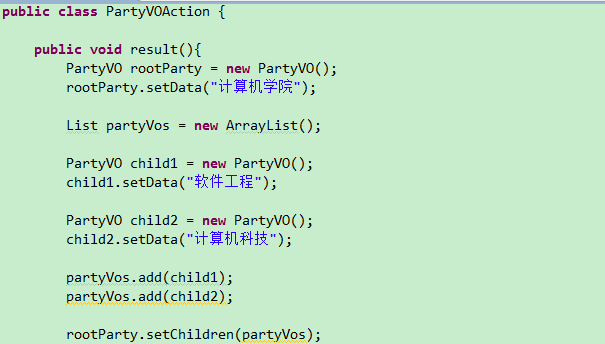 public class PartyVOAction {
public void result(){
PartyVO rootParty = new PartyVO();
rootParty.setData("计算机学院");
List partyVos = new ArrayList();
PartyVO child1 = new PartyVO();
child1.setData("软件工程");
PartyVO child2 = new PartyVO();
child2.setData("计算机科技");
partyVos.add(child1);
partyVos.add(child2);
rootParty.setChildren(partyVos);